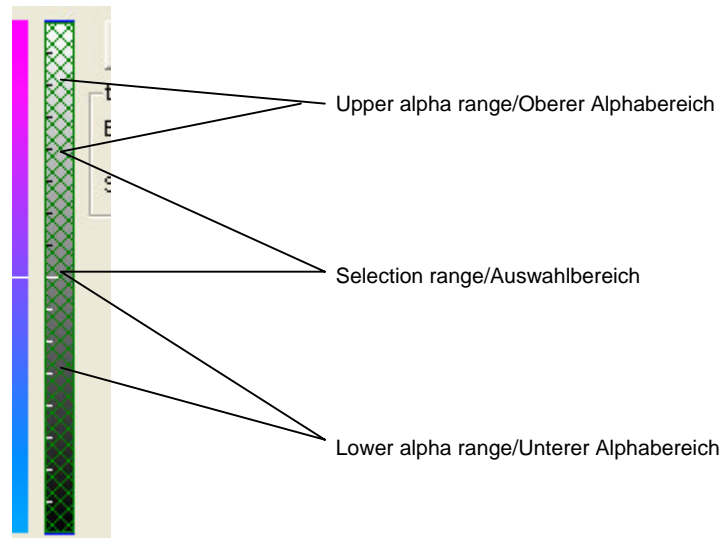 Upper alpha range/Oberer Alphabereich
Selection range/Auswahlbereich
Lower alpha range/Unterer Alphabereich